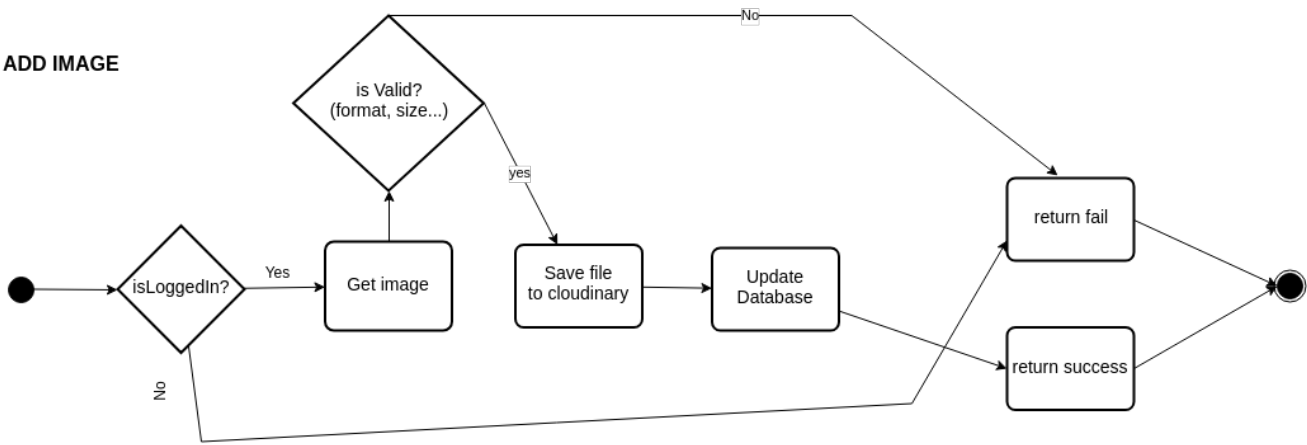 No
ADD IMAGE
is Valid?
(format, size...)
yes
return fail
isLoggedIn?
Yes
Get image
Save file
to cloudinary
Update
Database
return success
No